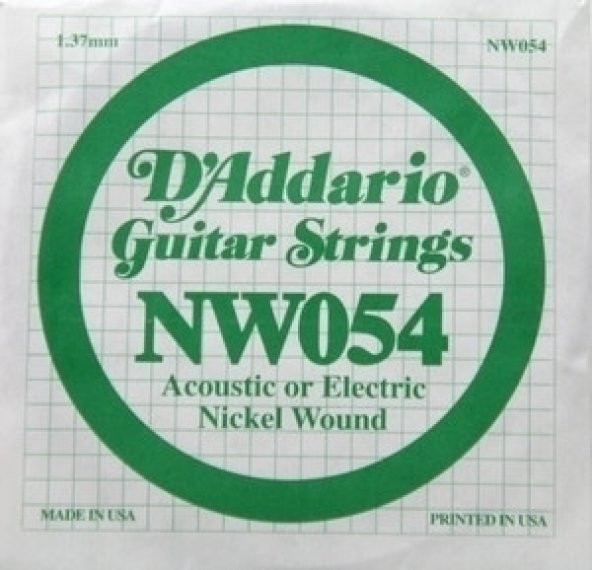 1.37mm NW054
D'Addario®
Guitar Strings
NW054
Acoustic or Electric
Nickel Wound
MADE IN USA PRINTED IN USA